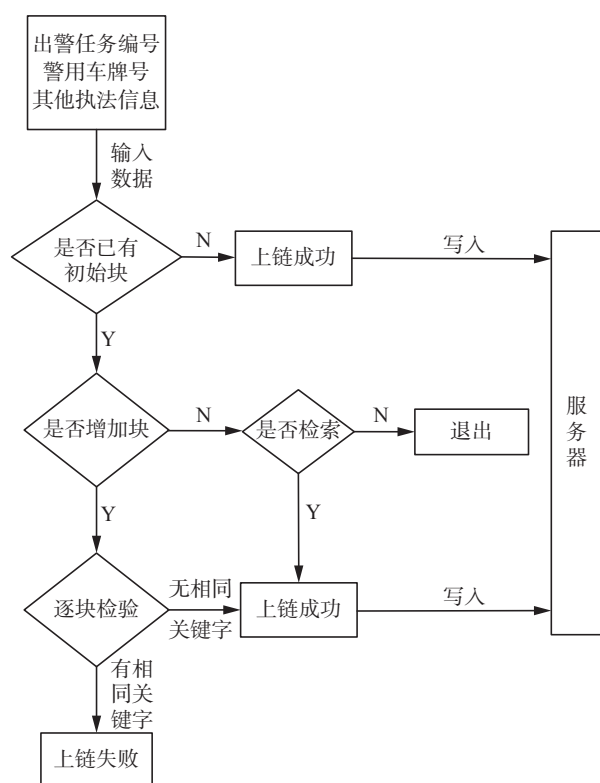 出警任务编号
警用车牌号
其他执法信息
输入
数据
是否已有
初始块
N
上链成功
写入
Y
是否增加块
N
是否检索
N
退出
服
务
器
Y
Y
逐块检验
无相同
关键字
上链成功
写入
有相
同关
键字
上链失败